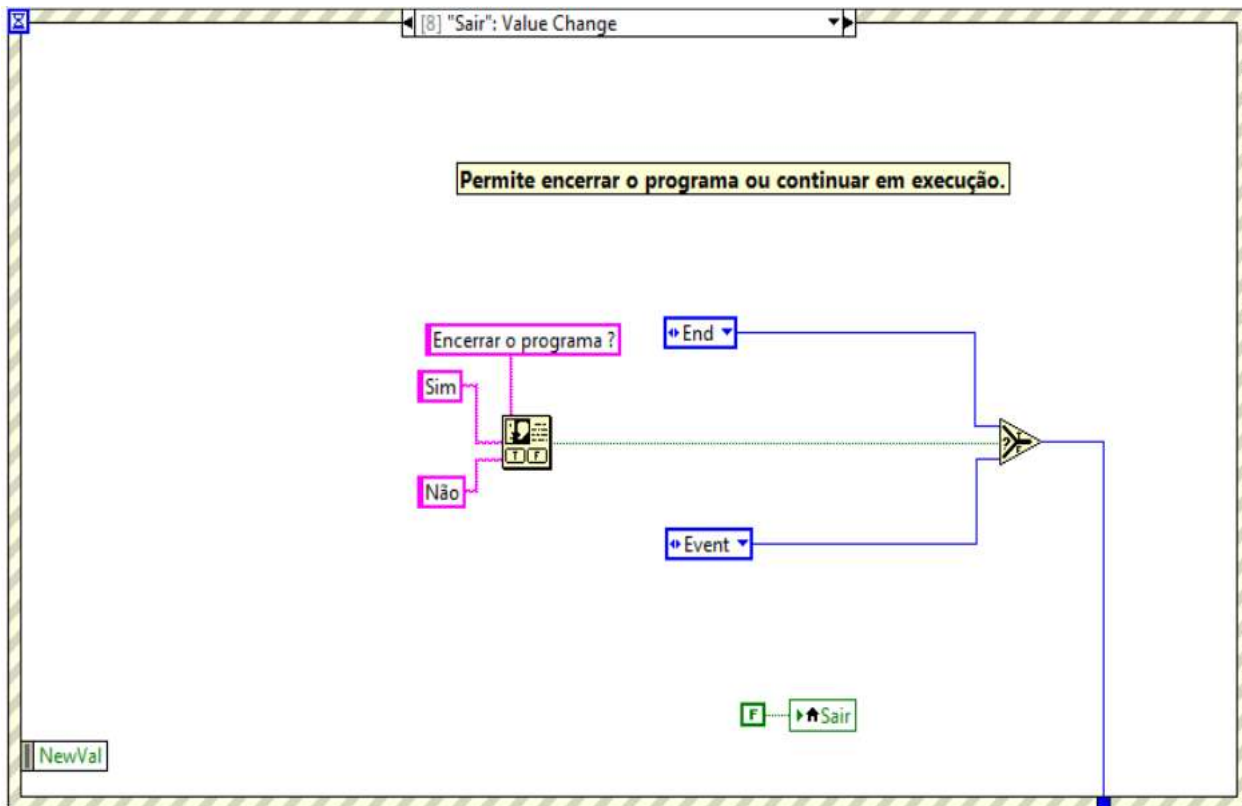 [8] "Sair": Value Change
Permite encerrar o programa ou continuar em execução.
Encerrar o programa ?
End
Sim
T F
? T F
Não
Event
F Sair
NewVal